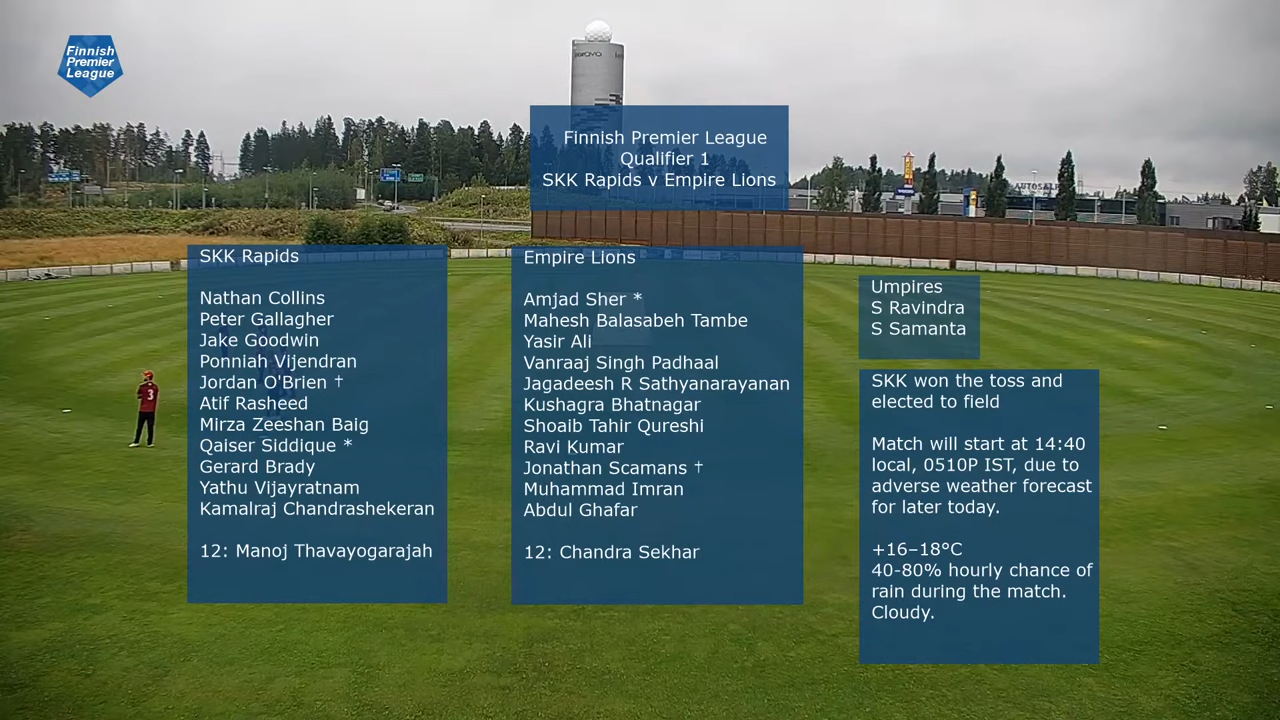 Finnish
Premier
League
Finnish Premier League
Qualifier 1
SKK Rapids v Empire Lions
SKK Rapids
Nathan Collins
Peter Gallagher
Jake Goodwin
Ponniah Vijendran
Jordan O'Brien †
Atif Rasheed
Mirza Zeeshan Baig
Qaiser Siddique *
Gerard Brady
Yathu Vijayratnam
Kamalraj Chandrashekeran
12: Manoj Thavayogarajah
Empire Lions
Amjad Sher *
Mahesh Balasabeh Tambe
Yasir Ali
Vanraaj Singh Padhaal
Jagadeesh R Sathyanarayanan
Kushagra Bhatnagar
Shoaib Tahir Qureshi
Ravi Kumar
Jonathan Scamans †
Muhammad Imran
Abdul Ghafar
12: Chandra Sekhar
Umpires
S Ravindra
S Samanta
SKK won the toss and
elected to field
Match will start at 14:40
local, 0510P IST, due to
adverse weather forecast
for later today.
+16–18°C
40-80% hourly chance of
rain during the match.
Cloudy.
3